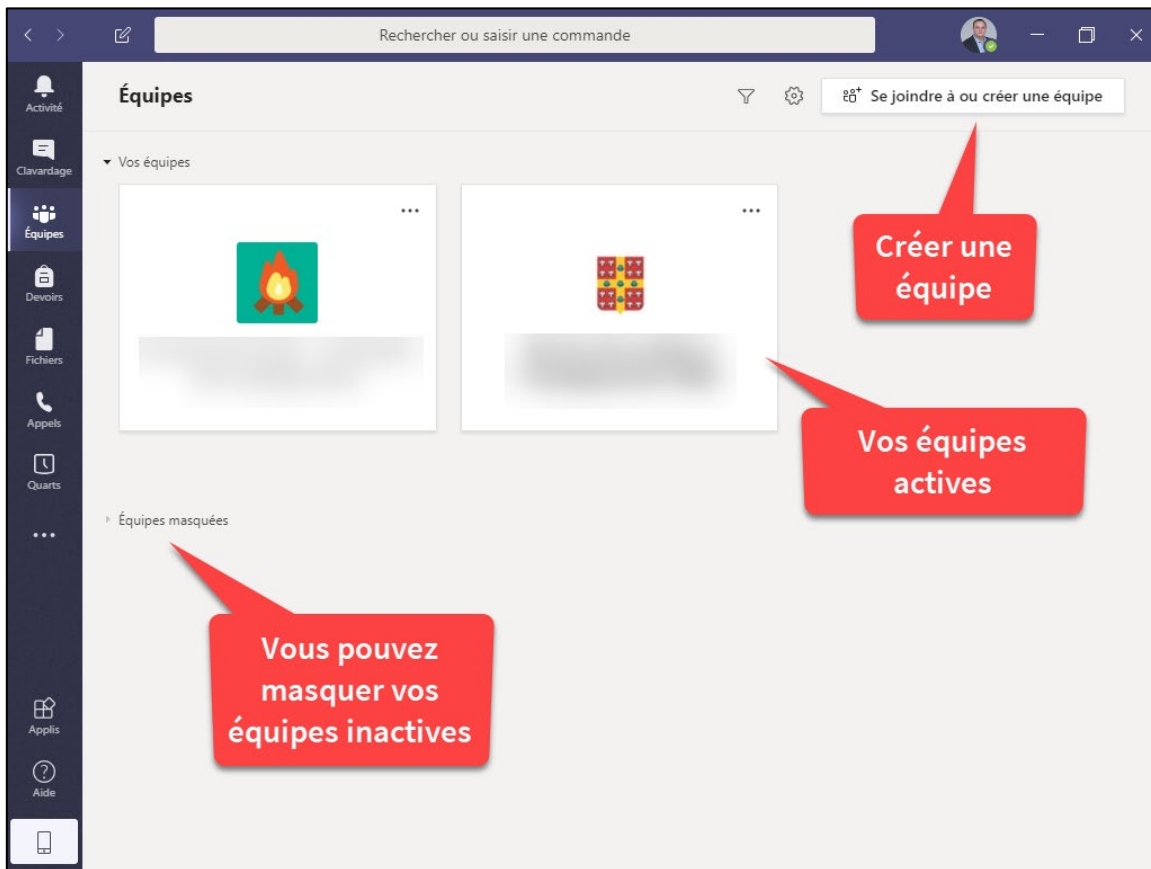 Rechercher ou saisir une commande
Activité
Clavardage
Équipes
Devoirs
Fichiers
Appels
Quarts
Applis
Aide
Équipes
Se joindre à ou créer une équipe
Vos équipes
Créer une
équipe
Vos équipes
actives
Équipes masquées
Vous pouvez
masquer vos
équipes inactives